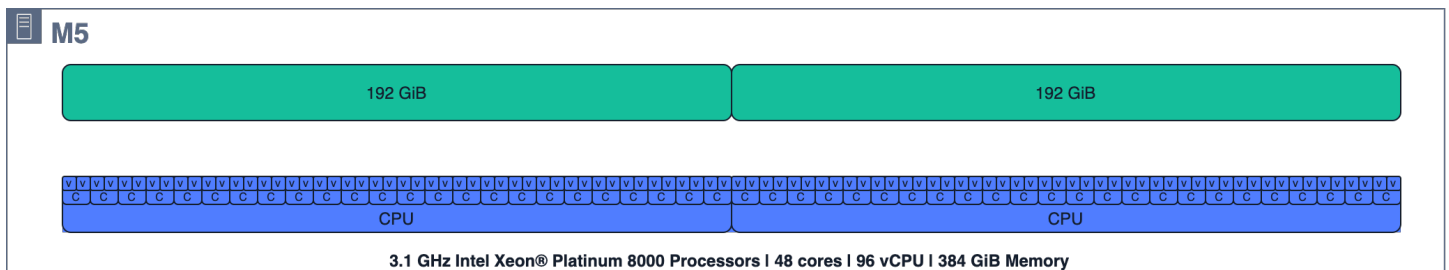 M5
192 GiB 192 GiB
v v v v v v v v v v v v v v v v v v v v v v v v v v v v v v v v v v v v v v v v v v v v v v v v v v v v v v v v v v v v v v v v v v v v v v v v v v v v v v v v v v v v v v v v v v v v v v v v
C C C C C C C C C C C C C C C C C C C C C C C C C C C C C C C C C C C C C C C C C C C C C C C C
CPU CPU
3.1 GHz Intel Xeon® Platinum 8000 Processors | 48 cores | 96 vCPU | 384 GiB Memory